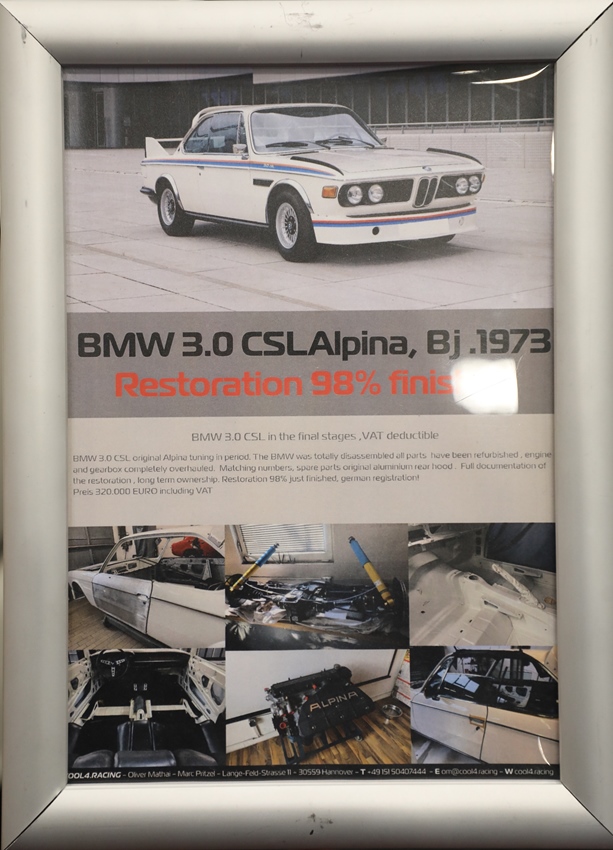 BMW 3.0 CSLAlpina, Bj .1973
Restoration 98%
BMW 3.0 CSL in the final stages ,VAT deductible
BMW 3.0 CSL original Alpina tuning in period. The BMW was totally disassembled all parts have been refurbished , engine
and gearbox completely overhauled. Matching numbers, spare parts original aluminium rear hood . Full documentation of
the restoration , long term ownership. Restoration 98% just finished, german registration!
Preis 320.000 EURO including VAT
ALPINA
COOL4.RACING - Oliver Mathai - Marc Pritzel - Lange-Feld-Strasse 11 - 30559 Hannover - T +49 151 50407444 - E om@cool4.racing - W cool4.racing